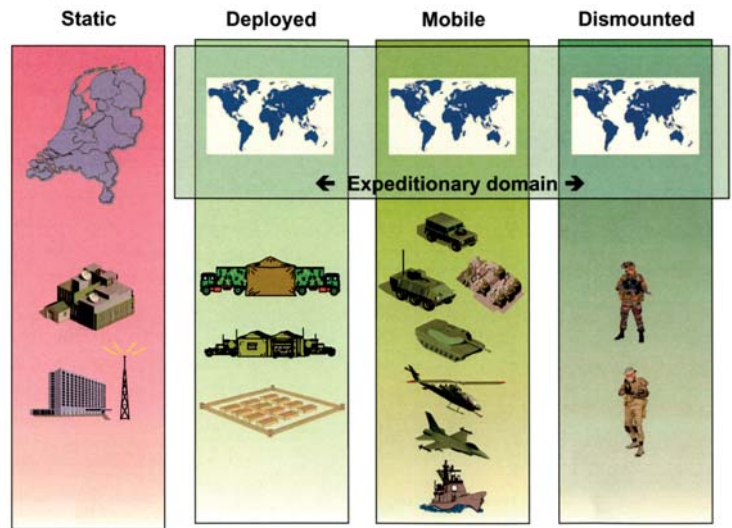 Static Deployed Mobile Dismounted
← Expeditionary domain →